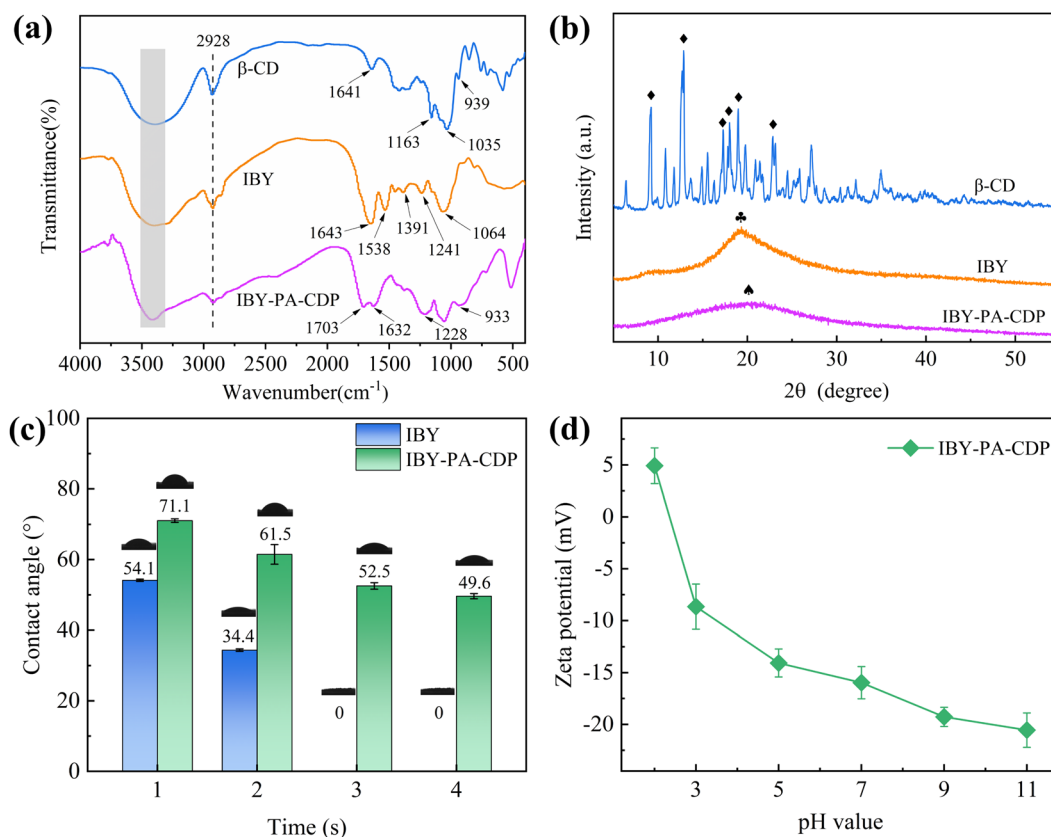 (a)
2928
β-CD
1641
939
1163
1035
IBY
1643
1538
1391
1241
1064
IBY-PA-CDP
1703
1632
1228
933
Transmittance(%)
4000 3500 3000 2500 2000 1500 1000 500
Wavenumber(cm⁻¹)
(b)
♦
♦
♦
♦
♦
♦
β-CD
♣
IBY
♠
IBY-PA-CDP
Intensity (a.u.)
10 20 30 40 50
2θ (degree)
(c)
IBY
IBY-PA-CDP
100
80
60
40
20
0
Contact angle (°)
54.1
71.1
34.4
61.5
0
52.5
0
49.6
1 2 3 4
Time (s)
(d)
IBY-PA-CDP
5
0
-5
-10
-15
-20
Zeta potential (mV)
3 5 7 9 11
pH value